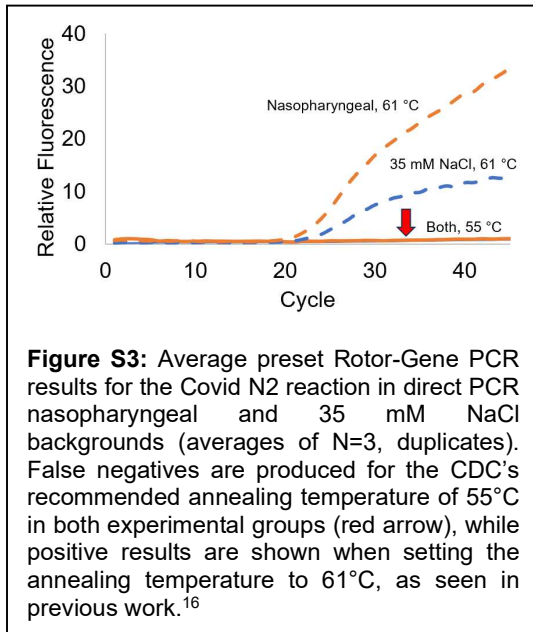 40
30
20
10
0
Relative Fluorescence
Nasopharyngeal, 61 °C
35 mM NaCl, 61 °C
Both, 55 °C
0 10 20 30 40
Cycle
Figure S3: Average preset Rotor-Gene PCR
results for the Covid N2 reaction in direct PCR
nasopharyngeal and 35 mM NaCl
backgrounds (averages of N=3, duplicates).
False negatives are produced for the CDC's
recommended annealing temperature of 55°C
in both experimental groups (red arrow), while
positive results are shown when setting the
annealing temperature to 61°C, as seen in
previous work.16